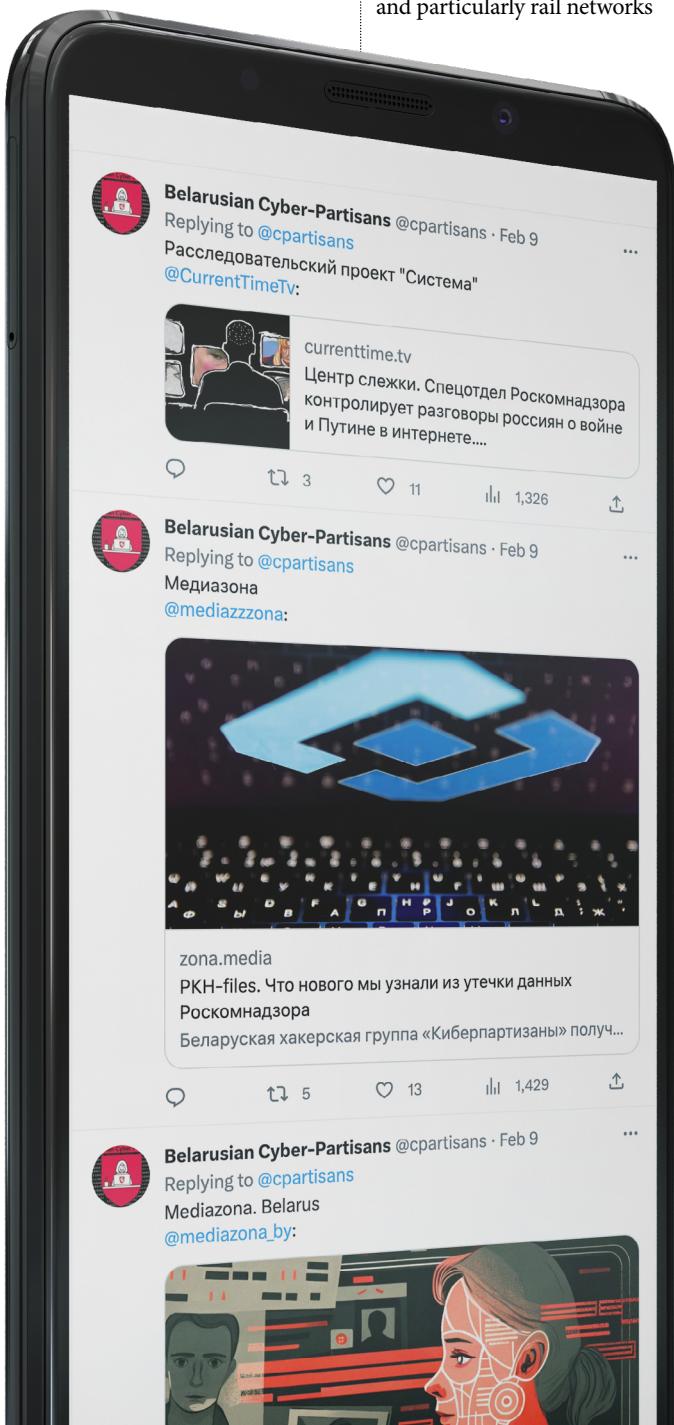 and particularly rail networks
Belarusian Cyber-Partisans @cpartisans · Feb 9
Replying to @cpartisans
Расследовательский проект "Система"
@CurrentTimeTv:
currenttime.tv
Центр слежки. Спецотдел Роскомнадзора
контролирует разговоры россиян о войне
и Путине в интернете....
3 11 1,326
Belarusian Cyber-Partisans @cpartisans · Feb 9
Replying to @cpartisans
Медиазона
@mediazzzona:
zona.media
РКН-files. Что нового мы узнали из утечки данных
Роскомнадзора
Беларуская хакерская группа «Киберпартизаны» получ...
5 13 1,429
Belarusian Cyber-Partisans @cpartisans · Feb 9
Replying to @cpartisans
Mediazona. Belarus
@mediazona_by: